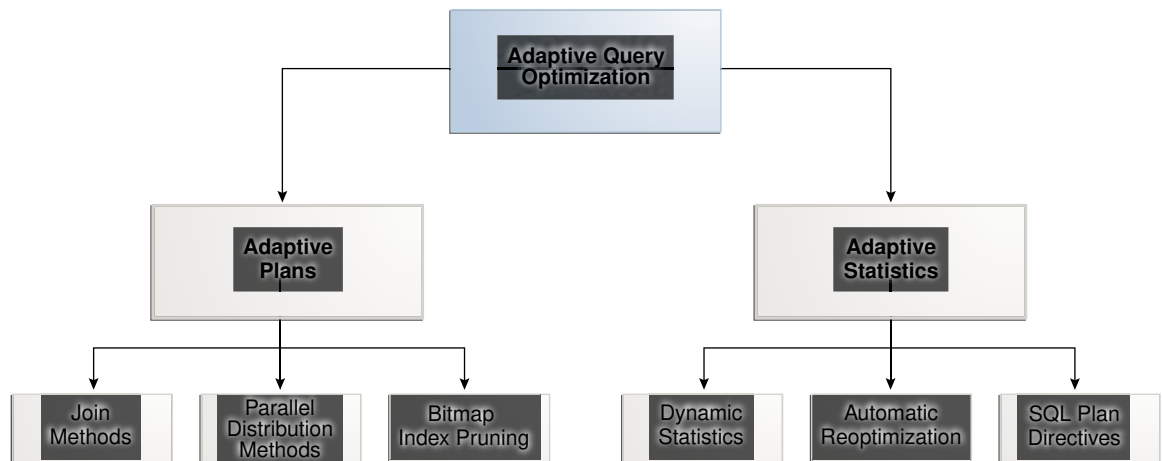 Adaptive Query
Optimization
Adaptive
Plans
Adaptive
Statistics
Join
Methods
Parallel
Distribution
Methods
Bitmap
Index Pruning
Dynamic
Statistics
Automatic
Reoptimization
SQL Plan
Directives